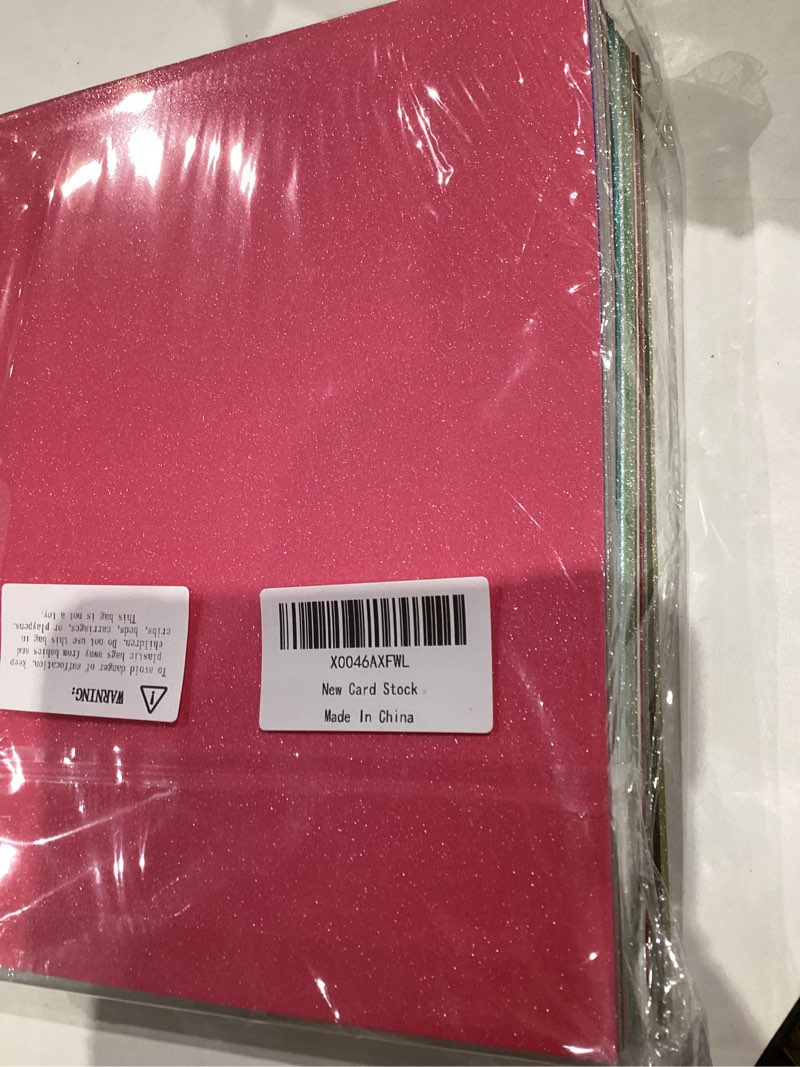 WARNING:
To avoid danger of suffocation, keep
plastic bags away from babies and
children. Do not use this bag in
cribs, beds, carriages, or playpens.
This bag is not a toy.
X0046AXFWL
New Card Stock
Made In China